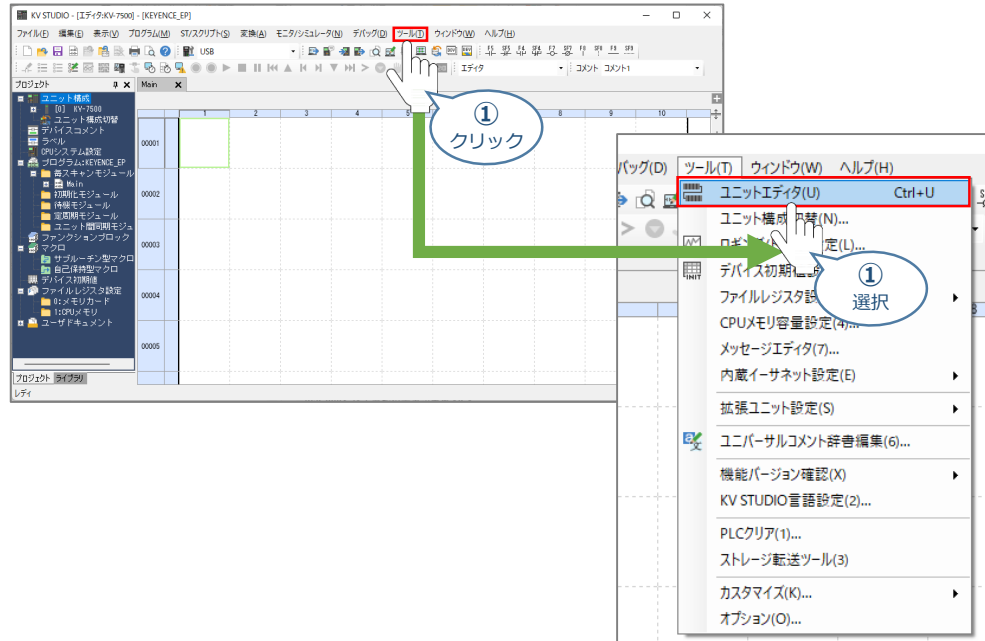 KV STUDIO - [エディタ:KV-7500] - [KEYENCE_EP]
ファイル(F) 編集(E) 表示(V) プログラム(M) ST/スクリプト(S) 変換(A) モニタ/シミュレータ(N) デバッグ(D) ツール(T) ウィンドウ(W) ヘルプ(H)
USB
エディタ コメント コメント1
プロジェクト
Main
ユニット構成
[0] KV-7500
ユニット構成切替
デバイスコメント
ラベル
CPUシステム設定
プログラム:KEYENCE_EP
毎スキャンモジュール
Main
初期化モジュール
待機モジュール
定周期モジュール
ユニット間同期モジュ
ファンクションブロック
マクロ
サブルーチン型マクロ
自己保持型マクロ
デバイス初期値
ファイルレジスタ設定
0:メモリカード
1:CPUメモリ
ユーザドキュメント
プロジェクト ライブラリ
レディ
1 2 3 4 5 8 9 10
00001
00002
00003
00004
00005
①
クリック
バッグ(D) ツール(T) ウィンドウ(W) ヘルプ(H)
ユニットエディタ(U) Ctrl+U
ユニット構成切替(N)...
定(L)...
デバイス初期値
ファイルレジスタ設
CPUメモリ容量設定(4)...
メッセージエディタ(7)...
内蔵イーサネット設定(E)
拡張ユニット設定(S)
ユニバーサルコメント辞書編集(6)...
機能バージョン確認(X)
KV STUDIO言語設定(2)...
PLCクリア(1)...
ストレージ転送ツール(3)
カスタマイズ(K)...
オプション(O)...
①
選択
8